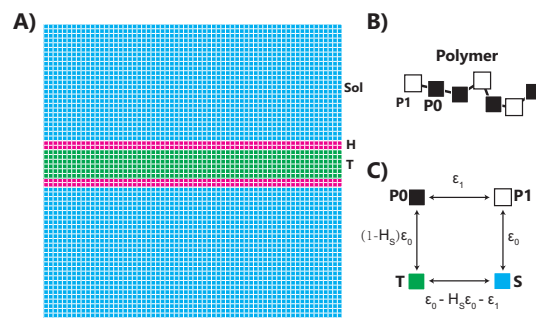 A)
Sol
H
T
B)
Polymer
P1
P0
C)
P0
ε₁
P1
(1-Hₛ)ε₀
ε₀
T
S
ε₀ - Hₛε₀ - ε₁